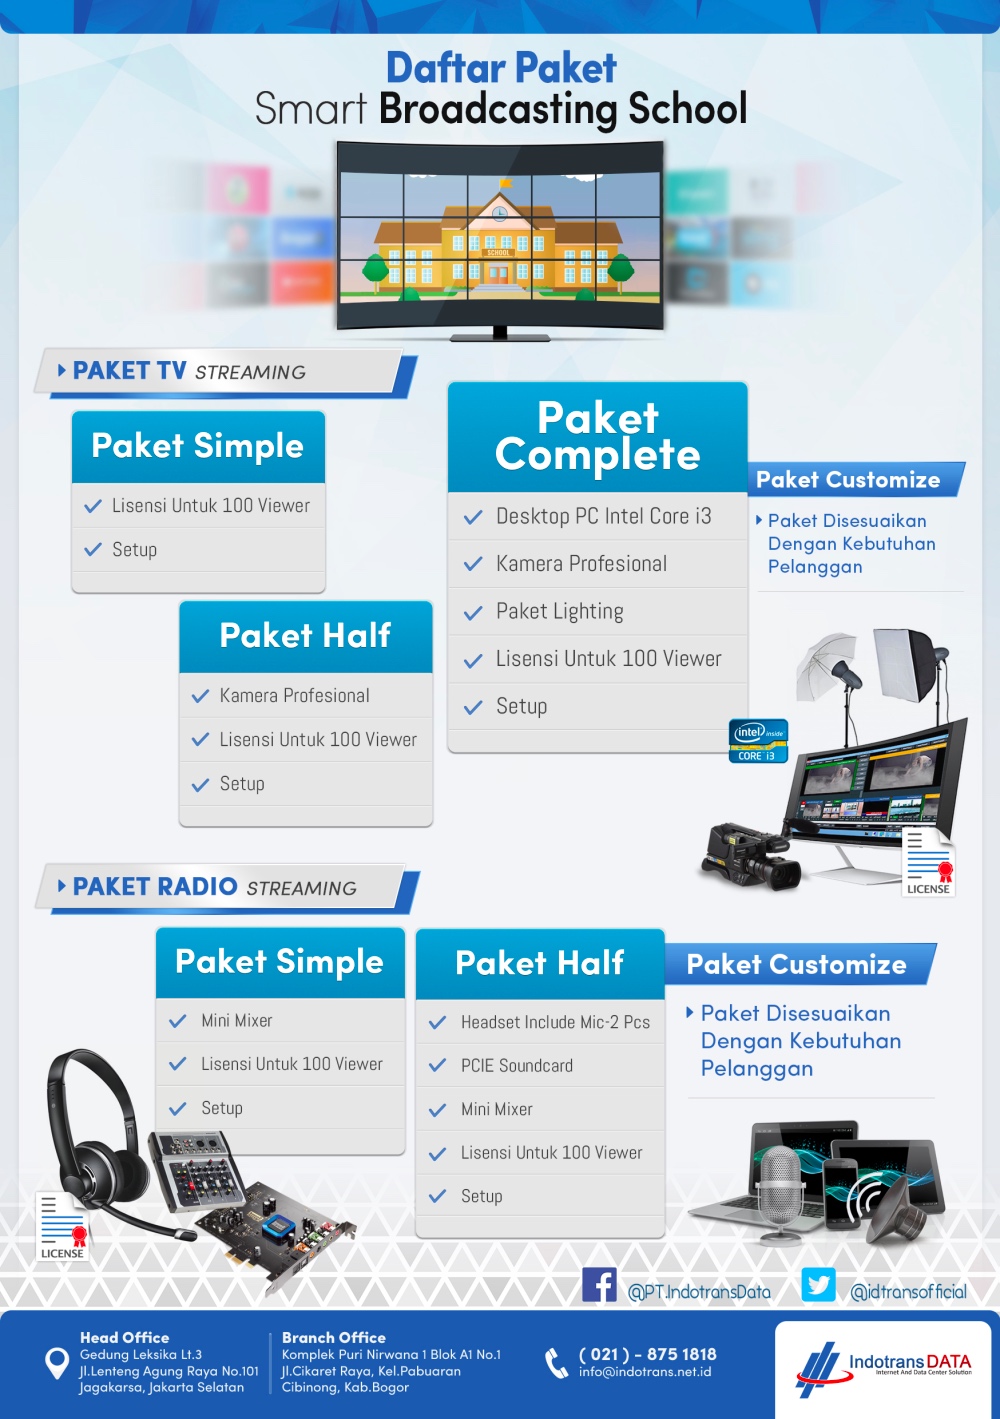 Daftar Paket
Smart Broadcasting School
SCHOOL
PAKET TV STREAMING
Paket Simple
Lisensi Untuk 100 Viewer
Setup
Paket Half
Kamera Profesional
Lisensi Untuk 100 Viewer
Setup
Paket
Complete
Desktop PC Intel Core i3
Kamera Profesional
Paket Lighting
Lisensi Untuk 100 Viewer
Setup
Paket Customize
Paket Disesuaikan
Dengan Kebutuhan
Pelanggan
intel inside
CORE i3
LICENSE
PAKET RADIO STREAMING
Paket Simple
Mini Mixer
Lisensi Untuk 100 Viewer
Setup
Paket Half
Headset Include Mic-2 Pcs
PCIE Soundcard
Mini Mixer
Lisensi Untuk 100 Viewer
Setup
Paket Customize
Paket Disesuaikan
Dengan Kebutuhan
Pelanggan
LICENSE
@PT.IndotransData
@idtransofficial
Head Office
Gedung Leksika Lt.3
Jl.Lenteng Agung Raya No.101
Jagakarsa, Jakarta Selatan
Branch Office
Komplek Puri Nirwana 1 Blok A1 No.1
Jl.Cikaret Raya, Kel.Pabuaran
Cibinong, Kab.Bogor
( 021 ) - 875 1818
info@indotrans.net.id
Indotrans DATA
Internet And Data Center Solution